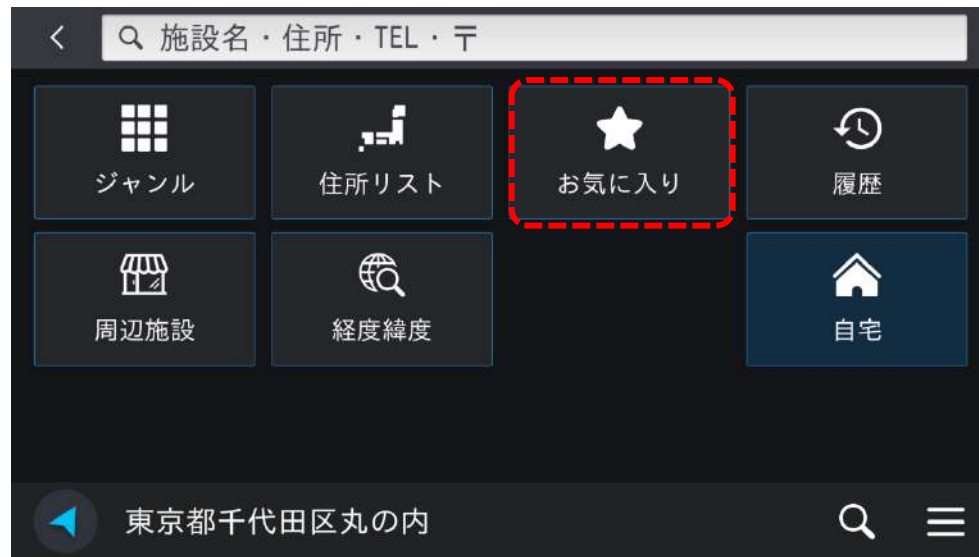 施設名・住所・TEL・〒
ジャンル
住所リスト
お気に入り
履歴
周辺施設
経度緯度
自宅
東京都千代田区丸の内